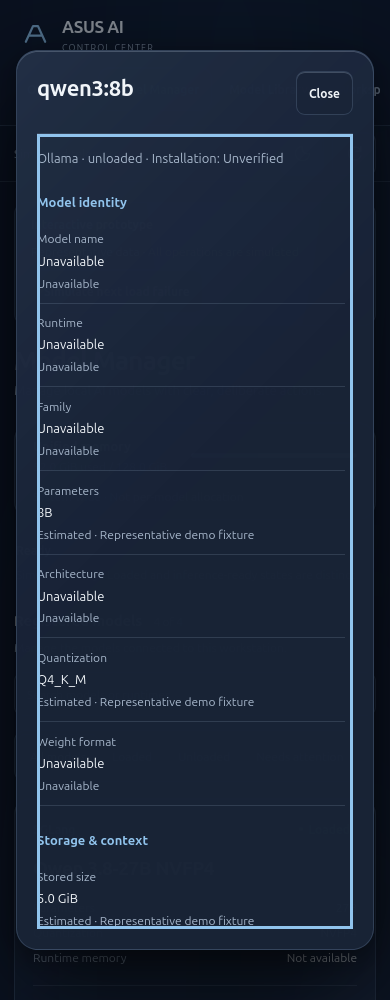 ASUS AI
CONTROL CENTER
qwen3:8b
Close
Ollama · unloaded · Installation: Unverified
Model identity
Model name
Unavailable
Unavailable
Runtime
Unavailable
Unavailable
Family
Unavailable
Unavailable
Parameters
8B
Estimated · Representative demo fixture
Architecture
Unavailable
Unavailable
Quantization
Q4_K_M
Estimated · Representative demo fixture
Weight format
Unavailable
Unavailable
Storage & context
Stored size
5.0 GiB
Estimated · Representative demo fixture
Runtime memory
Not available